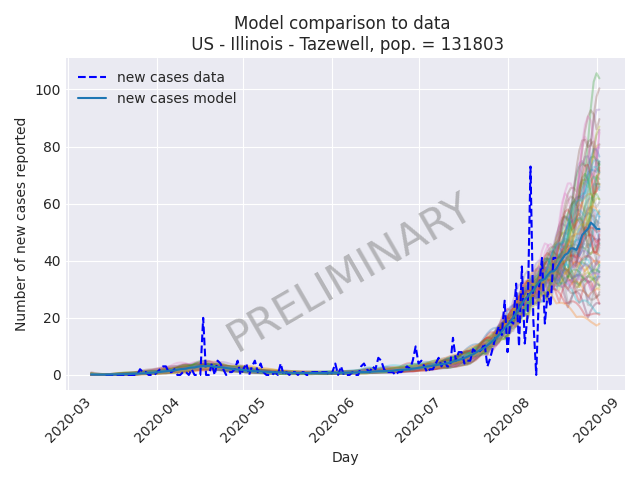 Model comparison to data
US - Illinois - Tazewell, pop. = 131803
new cases data
new cases model
Number of new cases reported
100
80
60
40
20
0
PRELIMINARY
2020-03
2020-04
2020-05
2020-06
2020-07
2020-08
2020-09
Day